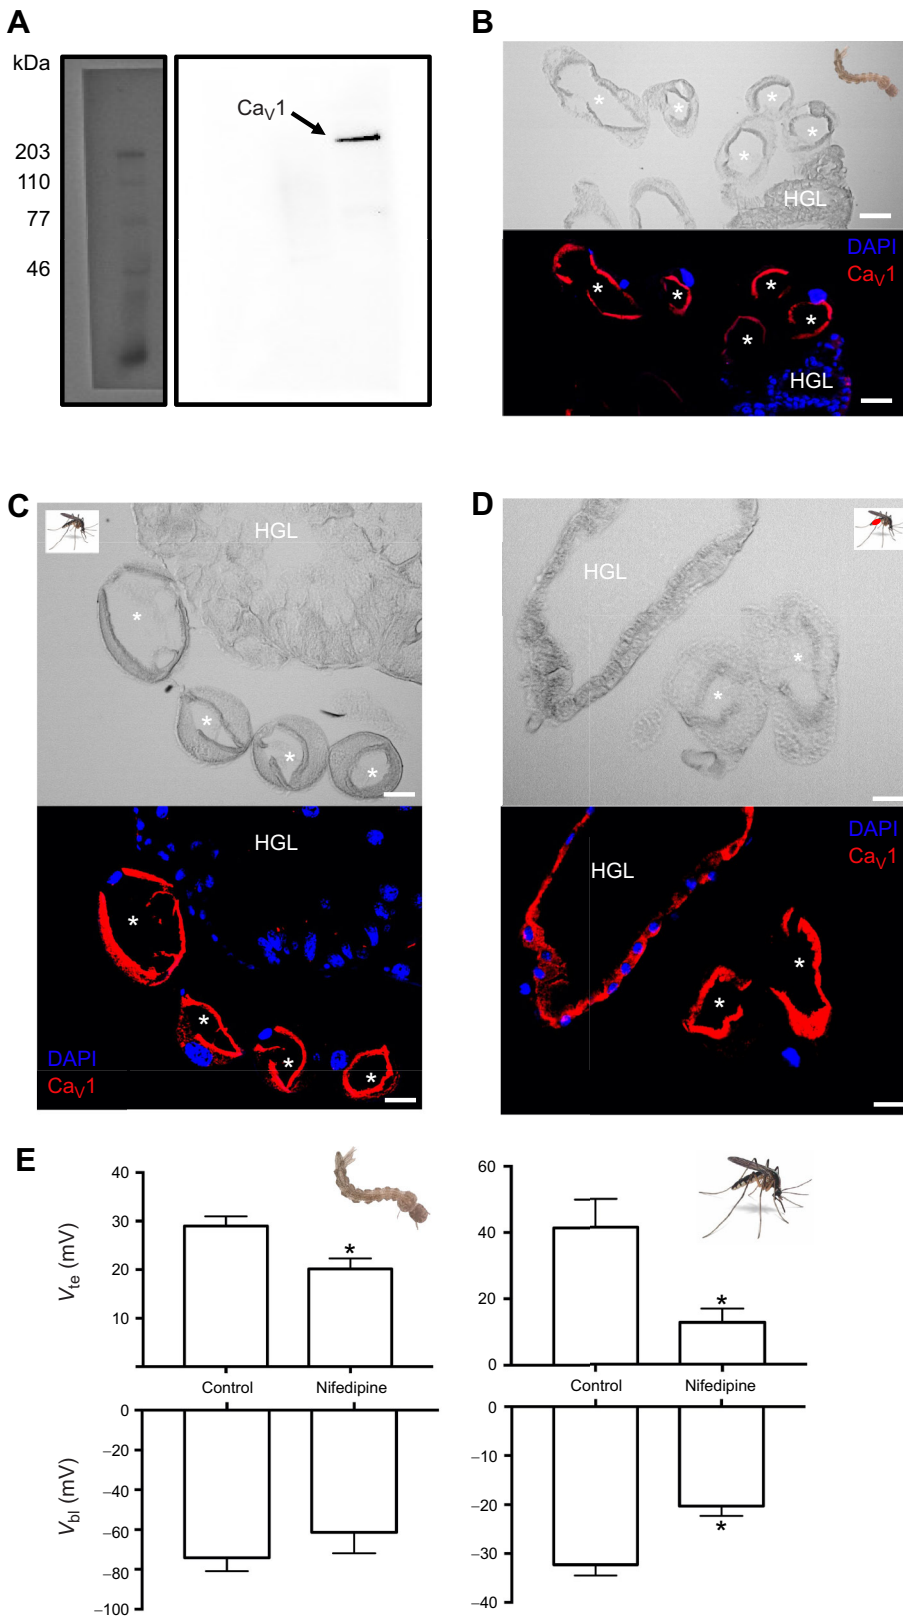 A
kDa
203
110
77
46
CaV1
B
* * * * *
HGL
DAPI
CaV1
* * * * *
HGL
C
HGL
* * * *
HGL
* * * *
DAPI
CaV1
D
HGL
* *
DAPI
CaV1
HGL
* *
E
Vte (mV)
40
30
20
10
*
Control Nifedipine
60
40
20
0
*
Control Nifedipine
Vbl (mV)
0
–20
–40
–60
–80
–100
0
–10
–20
–30
–40
*